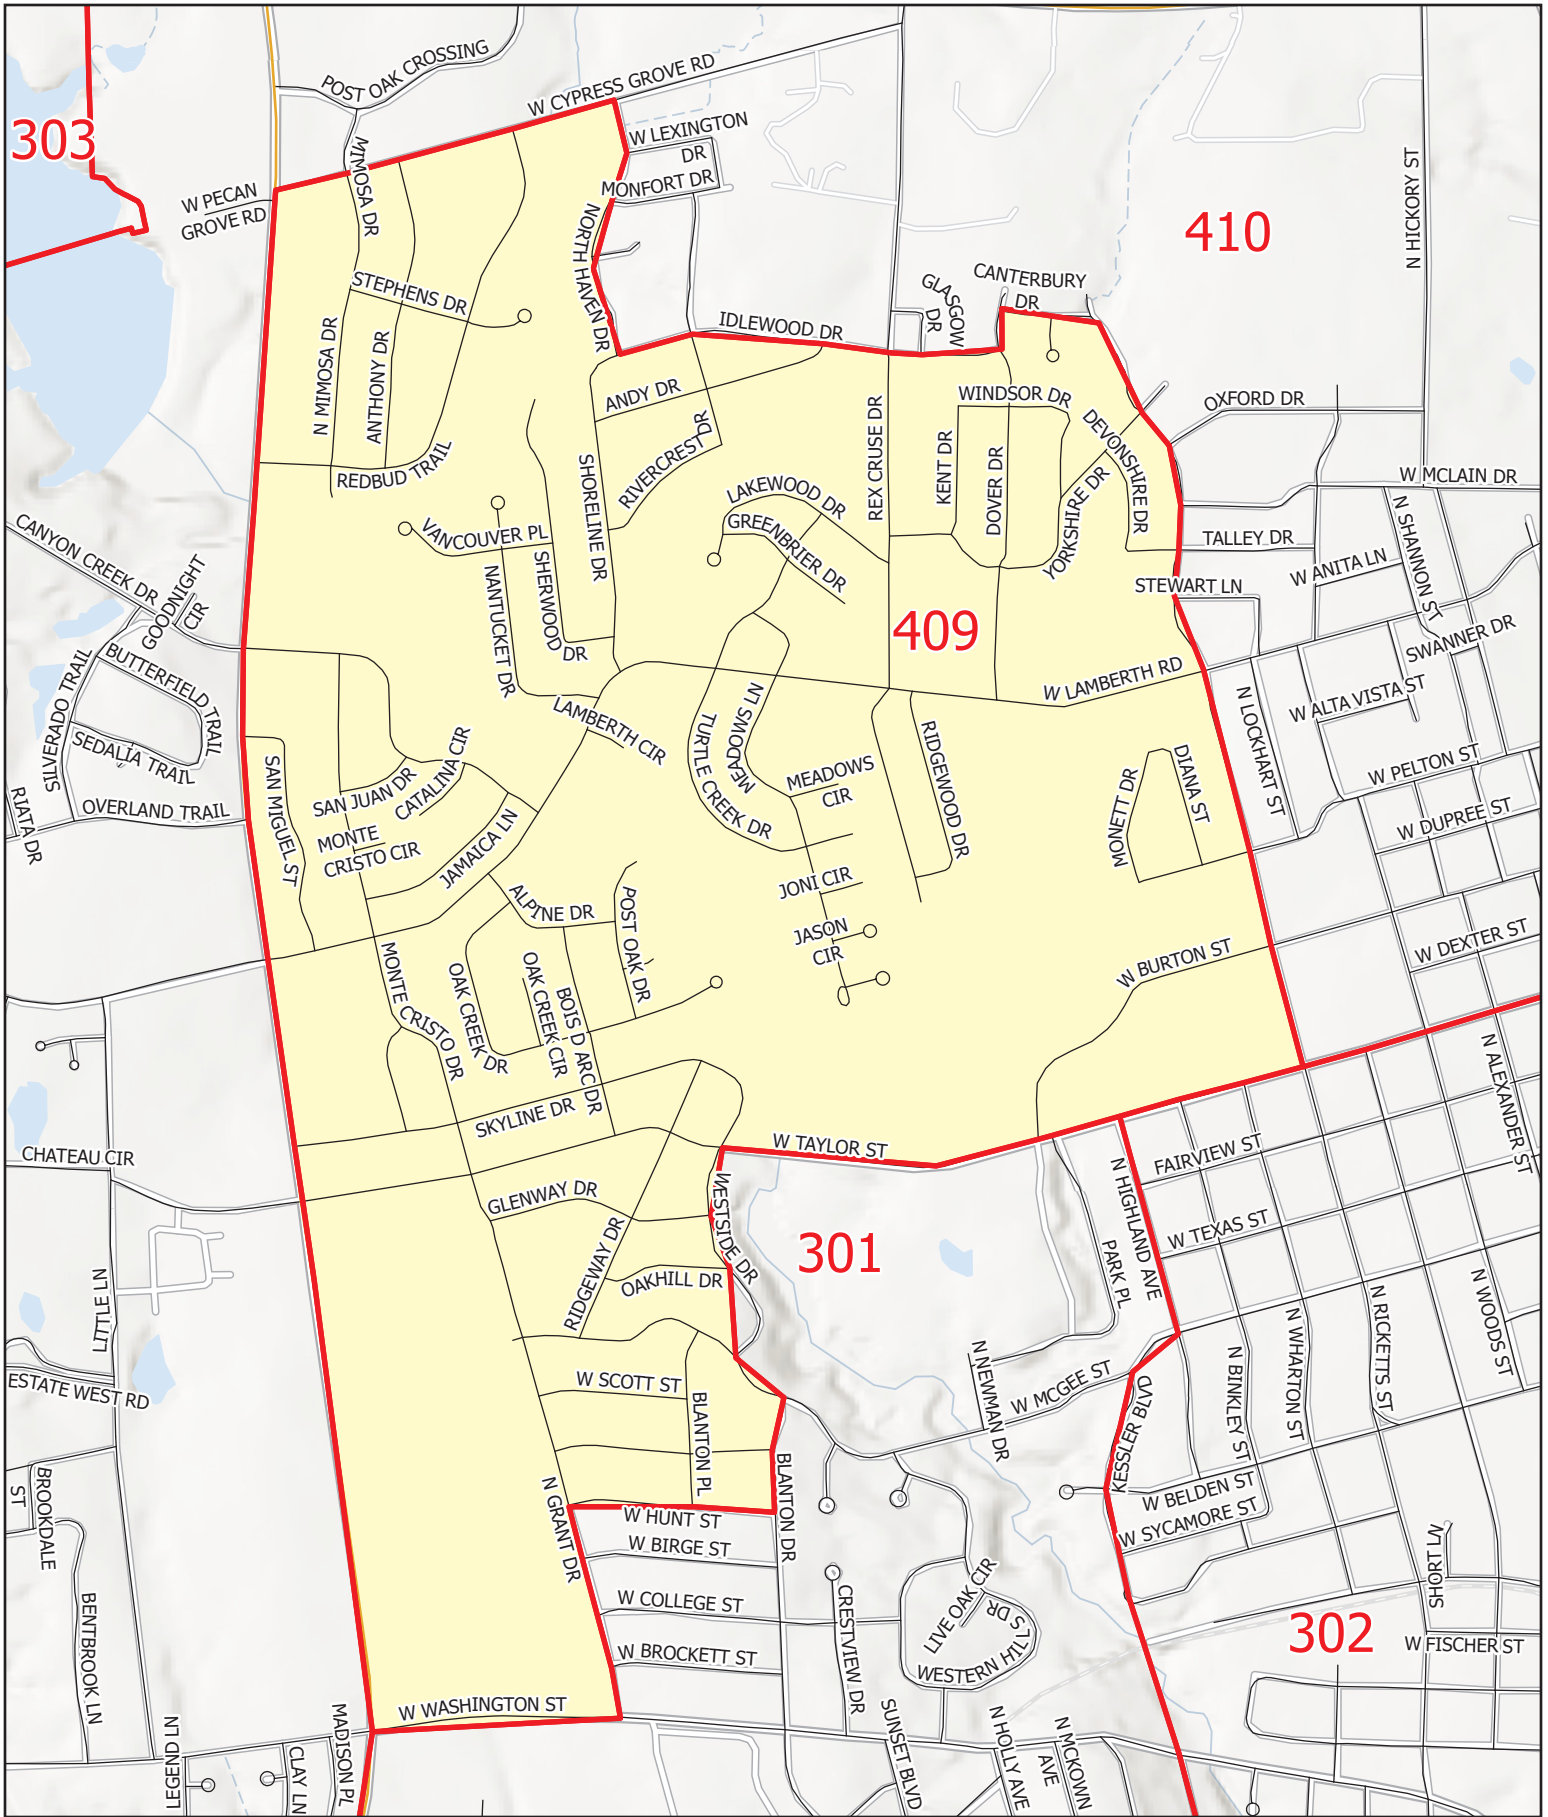 POST OAK CROSSING
W CYPRESS GROVE RD
303
MIMOSA DR
W LEXINGTON
DR
MONFORT DR
W PECAN
GROVE RD
NORTH HAVEN DR
410
N HICKORY ST
STEPHENS DR
GLASGOW
DR
CANTERBURY
DR
IDLEWOOD DR
N MIMOSA DR
ANTHONY DR
ANDY DR
WINDSOR DR
OXFORD DR
REX CRUSE DR
KENT DR
DOVER DR
DEVONSHIRE DR
YORKSHIRE DR
RIVERCREST
DR
REDBUD TRAIL
SHORELINE DR
LAKEWOOD DR
GREENBRIER DR
W MCLAIN DR
N SHANNON ST
CANYON CREEK DR
GOODNIGHT
CIR
VANCOUVER PL
SHERWOOD
DR
NANTUCKET DR
TALLEY DR
W ANITA LN
STEWART LN
409
SWANNER DR
BUTTERFIELD TRAIL
SILVERADO TRAIL
SEDALIA TRAIL
W LAMBERTH RD
N LOCKHART ST
W ALTA VISTA ST
LAMBERTH CIR
TURTLE CREEK DR
MEADOWS LN
RIDGEWOOD DR
MEADOWS
CIR
MONETT DR
DIANA ST
W PELTON ST
W DUPREE ST
RIATA DR
OVERLAND TRAIL
SAN MIGUEL ST
SAN JUAN DR
CATALINA CIR
MONTE
CRISTO CIR
JAMAICA LN
ALPINE DR
POST OAK DR
JONI CIR
JASON
CIR
W BURTON ST
W DEXTER ST
MONTE CRISTO DR
OAK CREEK DR
OAK CREEK CIR
BOIS D ARC DR
SKYLINE DR
N ALEXANDER ST
CHATEAU CIR
W TAYLOR ST
FAIRVIEW ST
N HIGHLAND AVE
PARK PL
W TEXAS ST
GLENWAY DR
WESTSIDE DR
301
RIDGEWAY DR
OAKHILL DR
LITTLE LN
N WOODS ST
N RICKETTS ST
N WHARTON ST
N BINKLEY ST
ESTATE WEST RD
W SCOTT ST
BLANTON PL
N NEWMAN DR
W MCGEE ST
KESSLER BLVD
BROOKDALE
ST
N GRANT DR
BLANTON DR
W BELDEN ST
W SYCAMORE ST
W HUNT ST
W BIRGE ST
W COLLEGE ST
W BROCKETT ST
CRESTVIEW DR
LIVE OAK CIR
WESTERN HILLS DR
SHORT LN
302
W FISCHER ST
BENTBROOK LN
W WASHINGTON ST
LEGEND LN
CLAY LN
MADISON PL
SUNSET BLVD
N HOLLY AVE
N MCKOWN
AVE